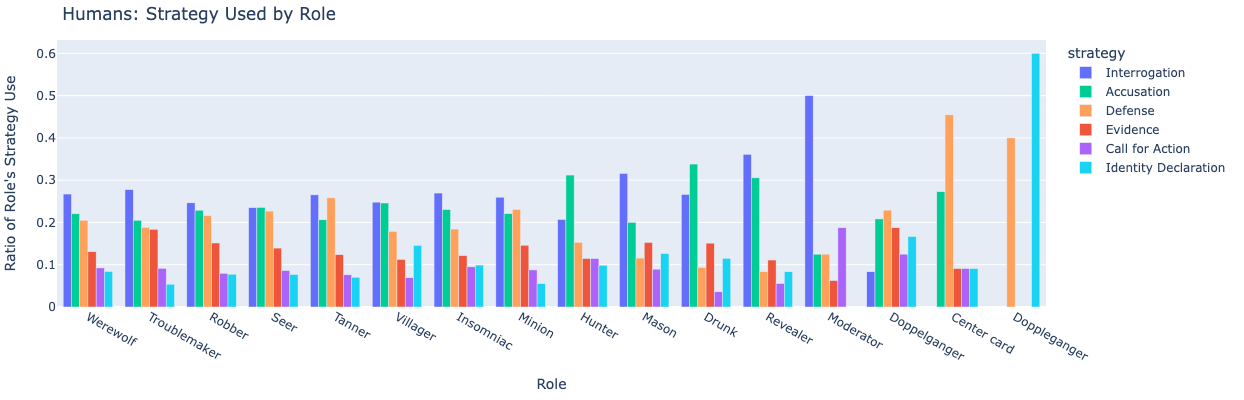 Humans: Strategy Used by Role
Ratio of Role's Strategy Use
0.6
0.5
0.4
0.3
0.2
0.1
0
Werewolf
Troublemaker
Robber
Seer
Tanner
Villager
Insomniac
Minion
Hunter
Mason
Drunk
Revealer
Moderator
Doppelganger
Center card
Doppleganger
Role
strategy
Interrogation
Accusation
Defense
Evidence
Call for Action
Identity Declaration